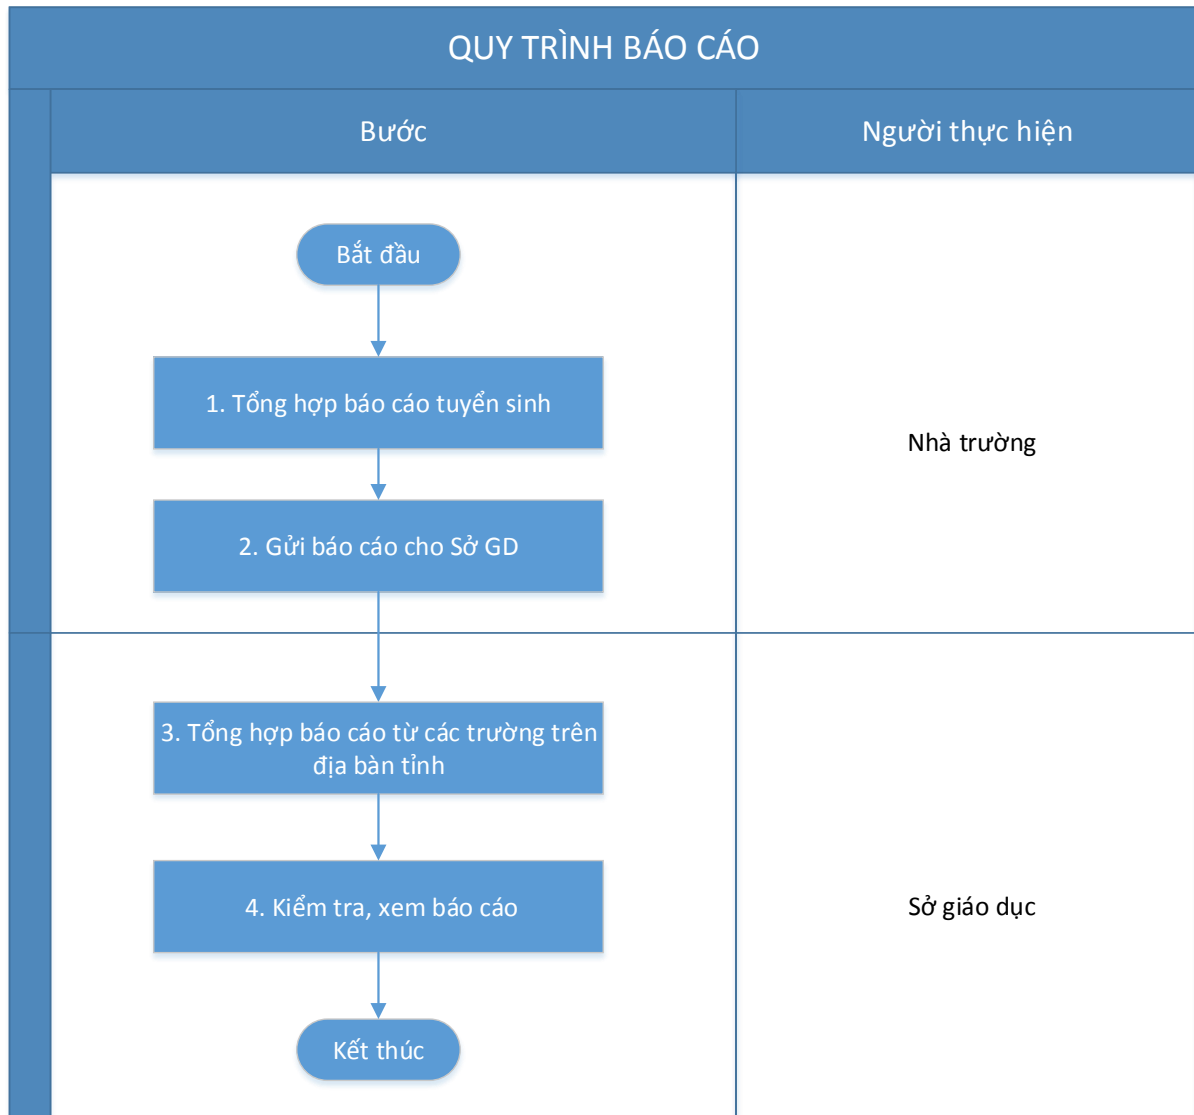 QUY TRÌNH BÁO CÁO
Bước
Người thực hiện
Bắt đầu
1. Tổng hợp báo cáo tuyển sinh
2. Gửi báo cáo cho Sở GD
Nhà trường
3. Tổng hợp báo cáo từ các trường trên
địa bàn tỉnh
4. Kiểm tra, xem báo cáo
Kết thúc
Sở giáo dục